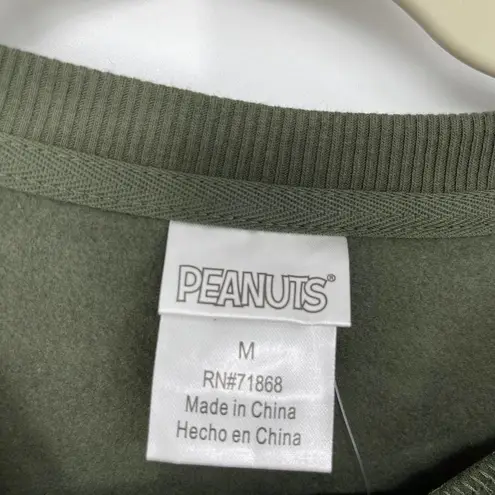 PEANUTS®
M
RN#71868
Made in China
Hecho en China